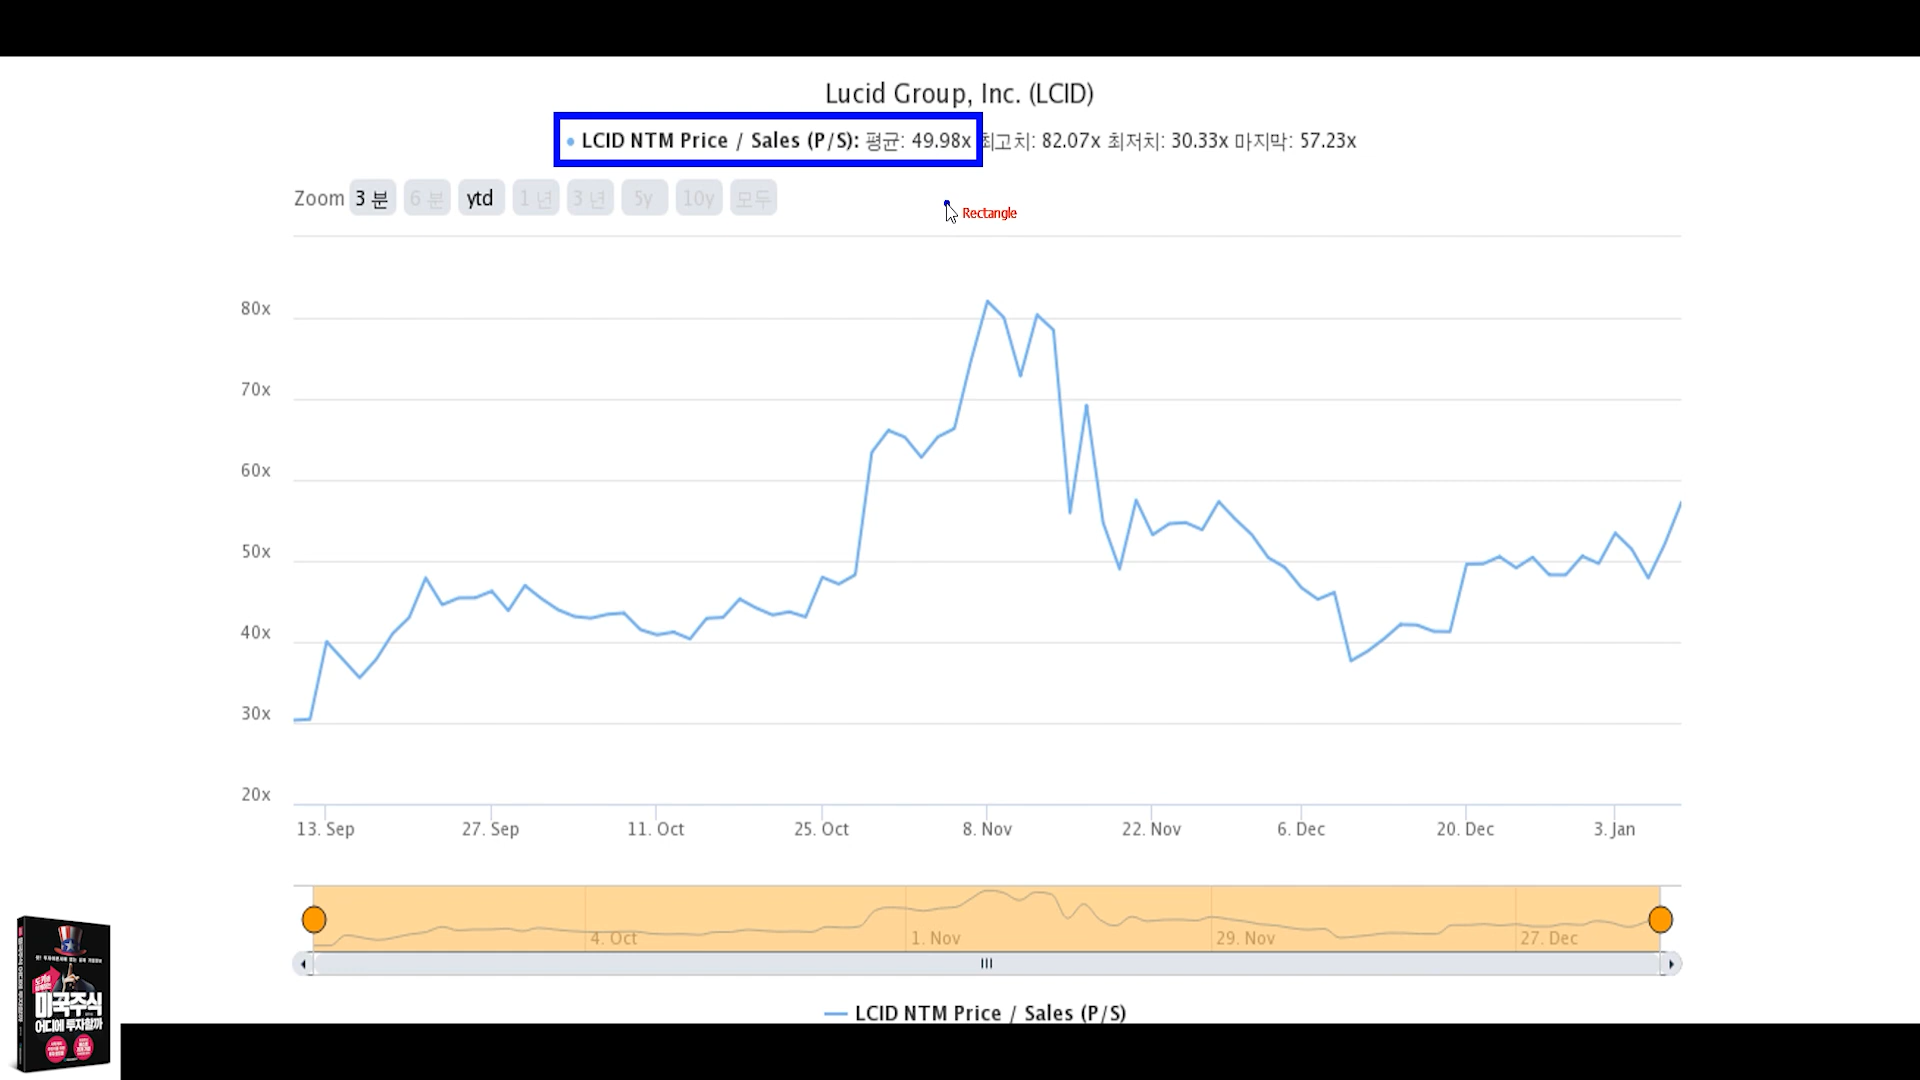 Lucid Group, Inc. (LCID)
LCID NTM Price / Sales (P/S): 평균: 49.98x 최고치: 82.07x 최저치: 30.33x 마지막: 57.23x
Zoom 3 분 6 분 ytd 1 년 3 년 5y 10y 모두
Rectangle
80x
70x
60x
50x
40x
30x
20x
13. Sep 27. Sep 11. Oct 25. Oct 8. Nov 22. Nov 6. Dec 20. Dec 3. Jan
4. Oct 1. Nov 29. Nov 27. Dec
LCID NTM Price / Sales (P/S)
미국주식
어디에 투자할까